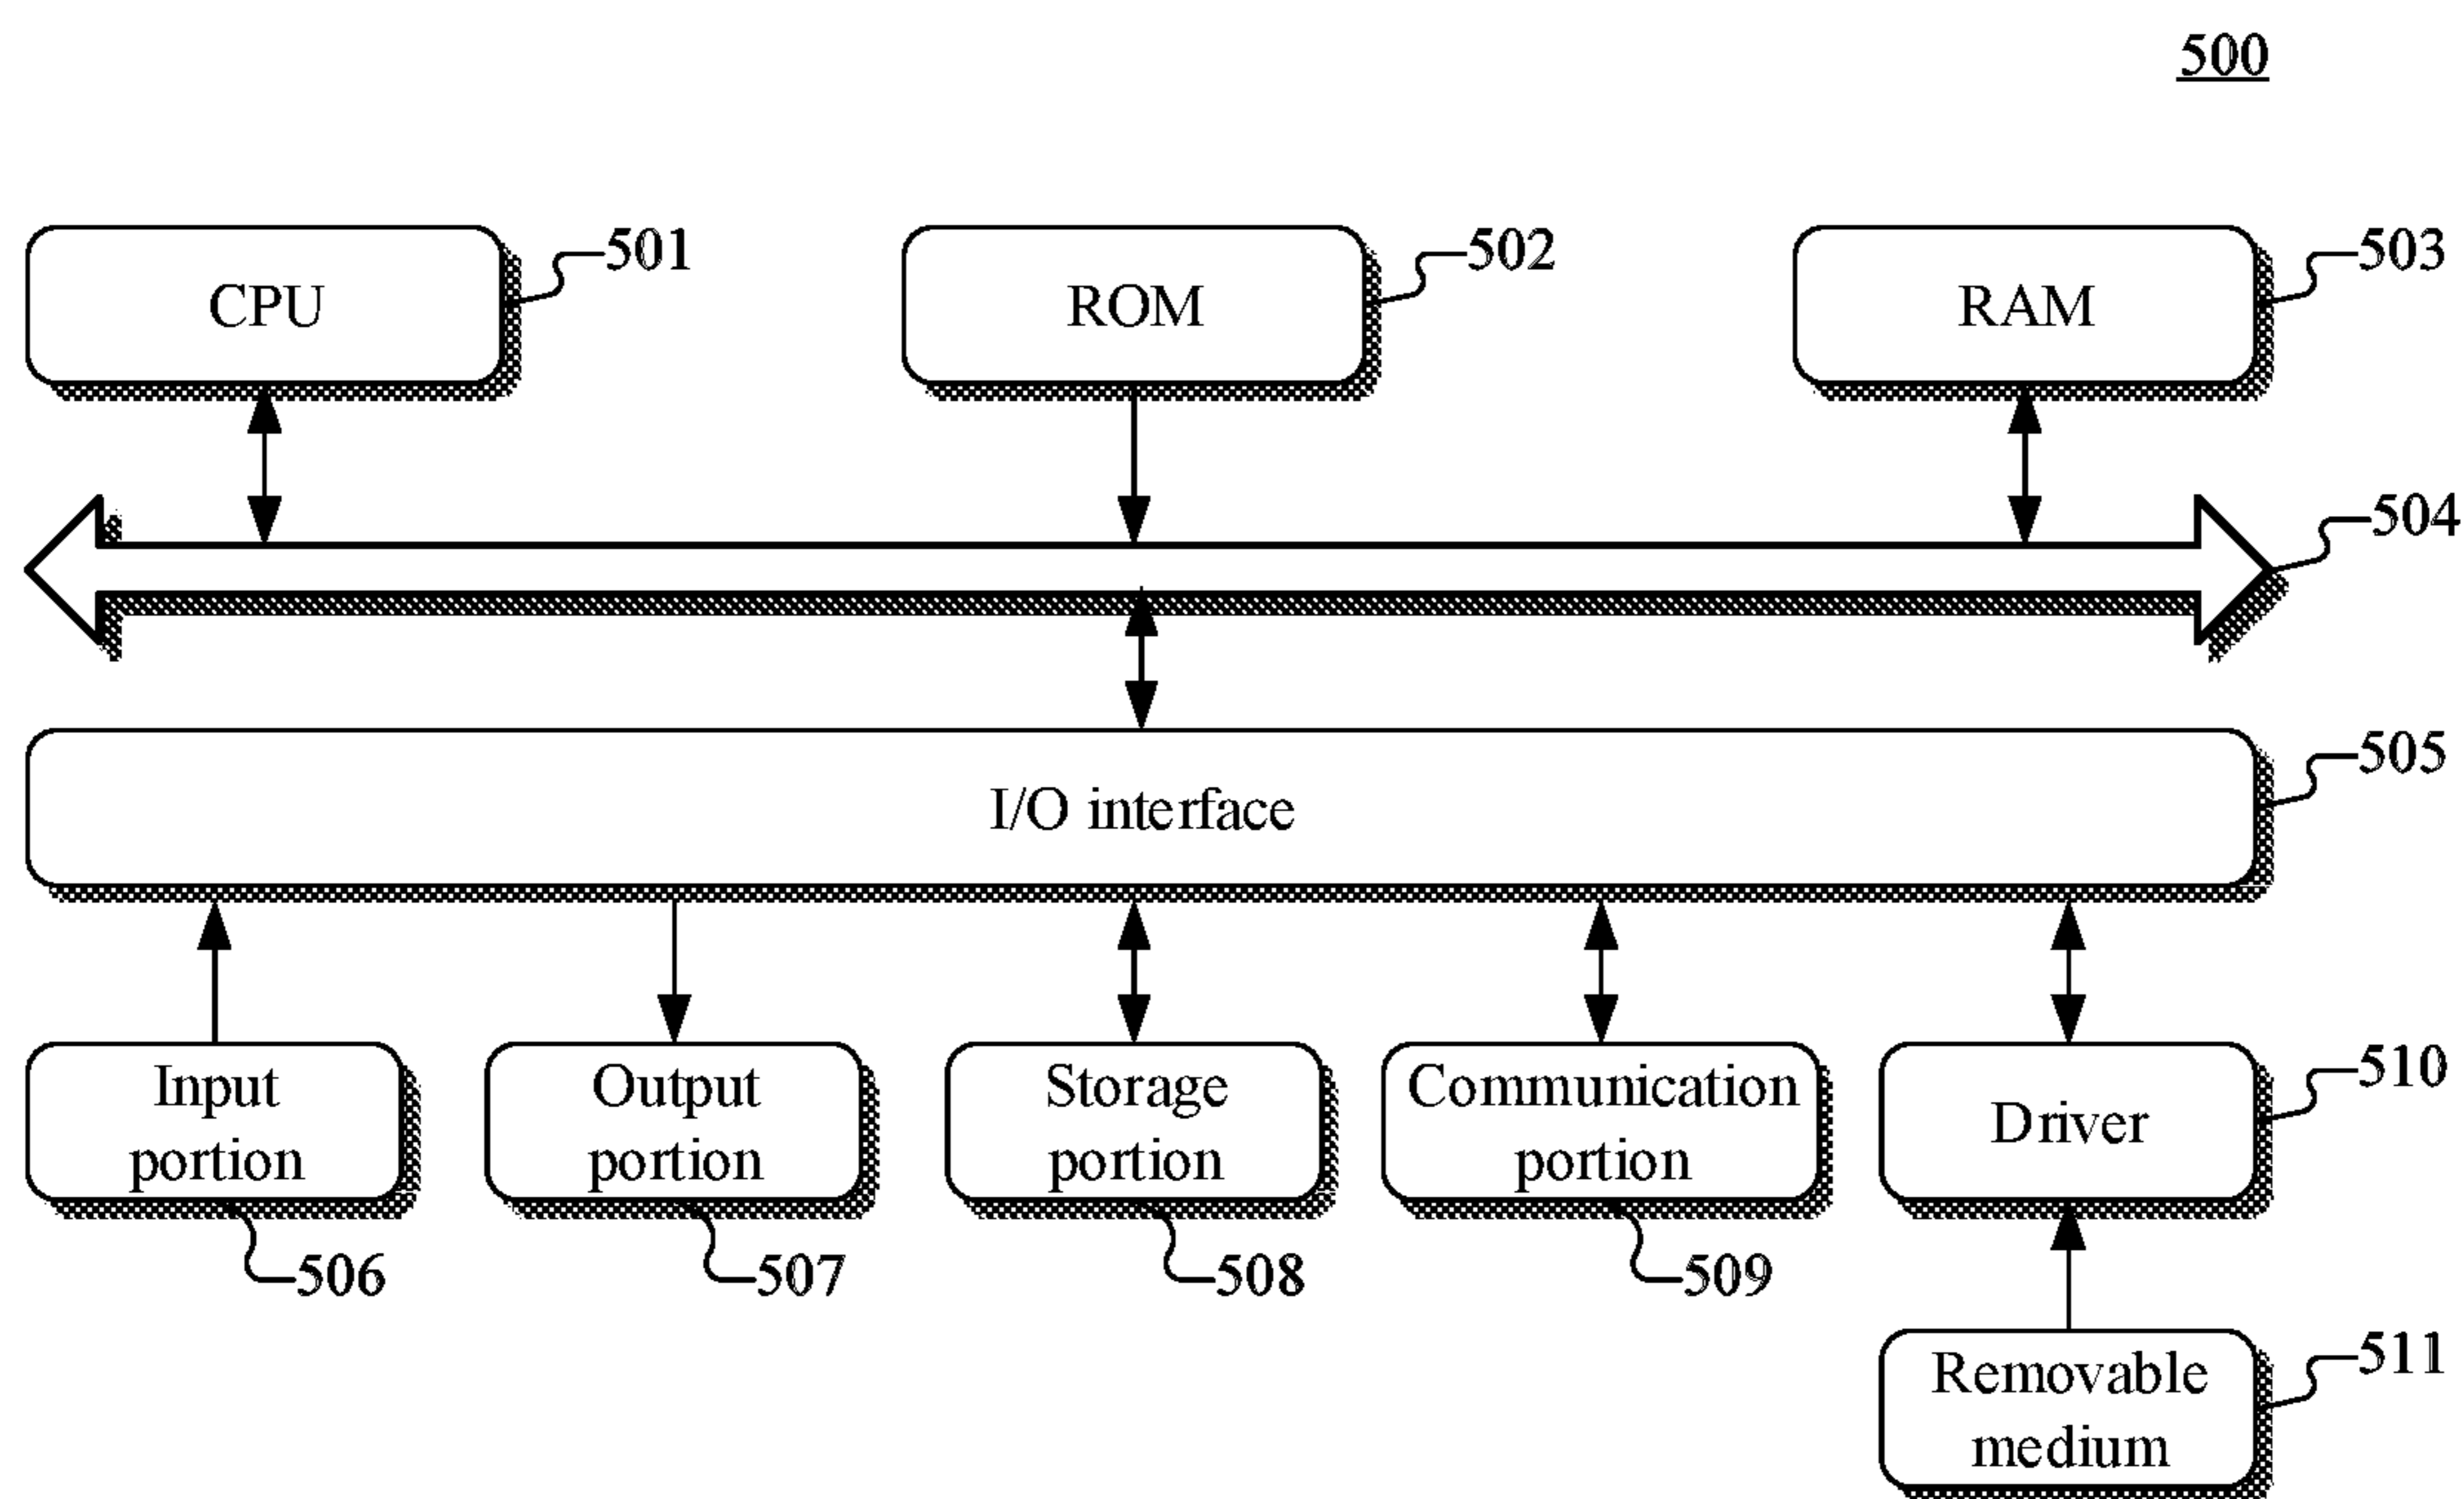 500
CPU
501
ROM
502
RAM
503
504
I/O interface
505
Input
portion
506
Output
portion
507
Storage
portion
508
Communication
portion
509
Driver
510
Removable
medium
511